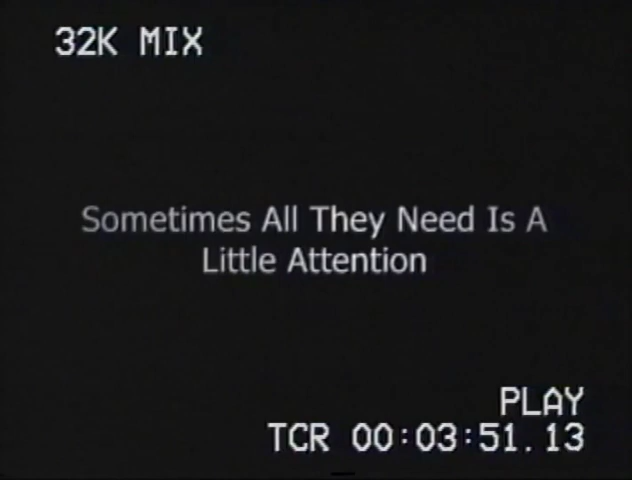 32K MIX
Sometimes All They Need Is A
Little Attention
PLAY
TCR 00:03:51.13